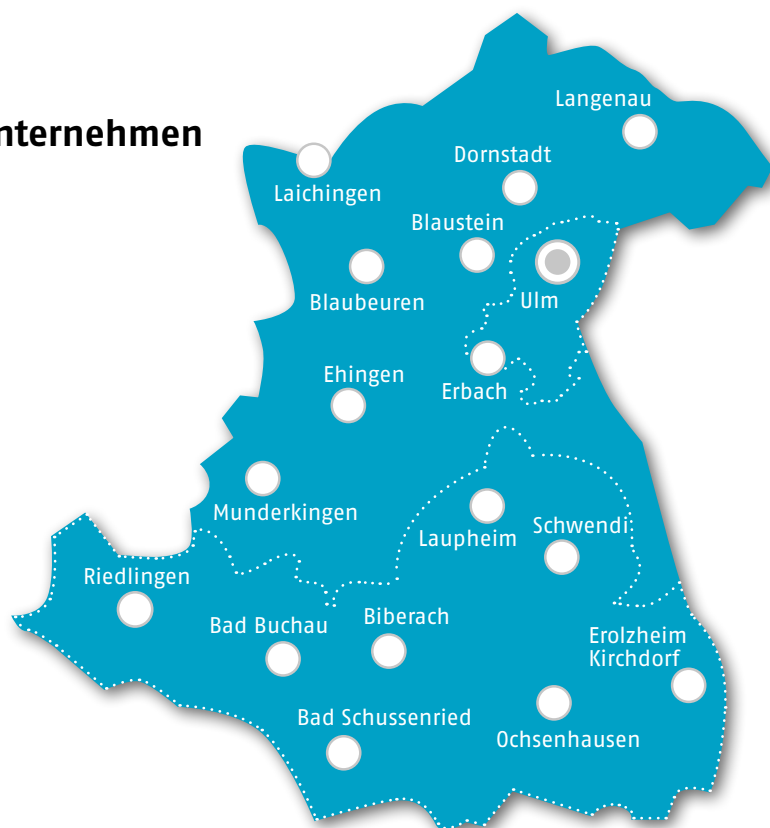 Langenau
nternehmen
Dornstadt
Laichingen
Blaustein
Blaubeuren
Ulm
Ehingen
Erbach
Munderkingen
Schwendi
Laupheim
Riedlingen
Biberach
Bad Buchau
Erolzheim
Kirchdorf
Bad Schussenried
Ochsenhausen